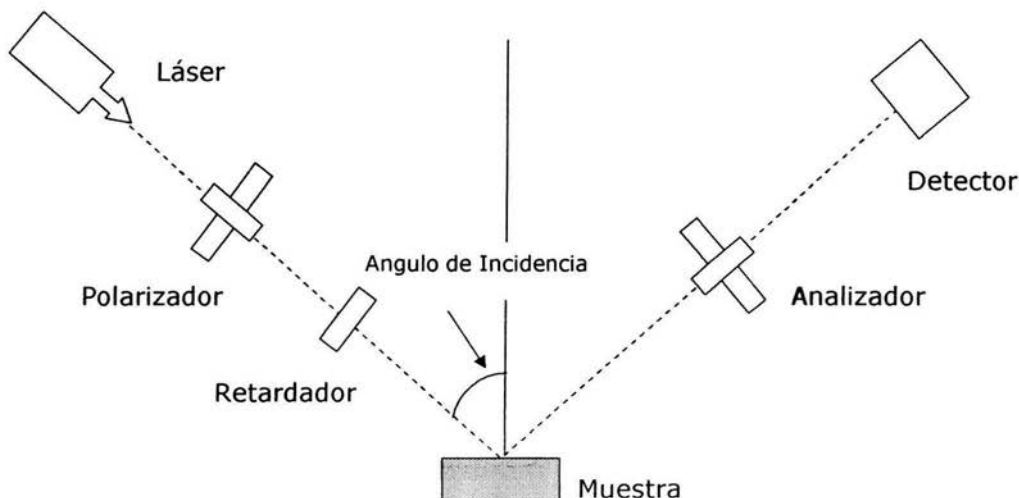 Láser
Detector
Angulo de Incidencia
Polarizador
Analizador
Retardador
Muestra